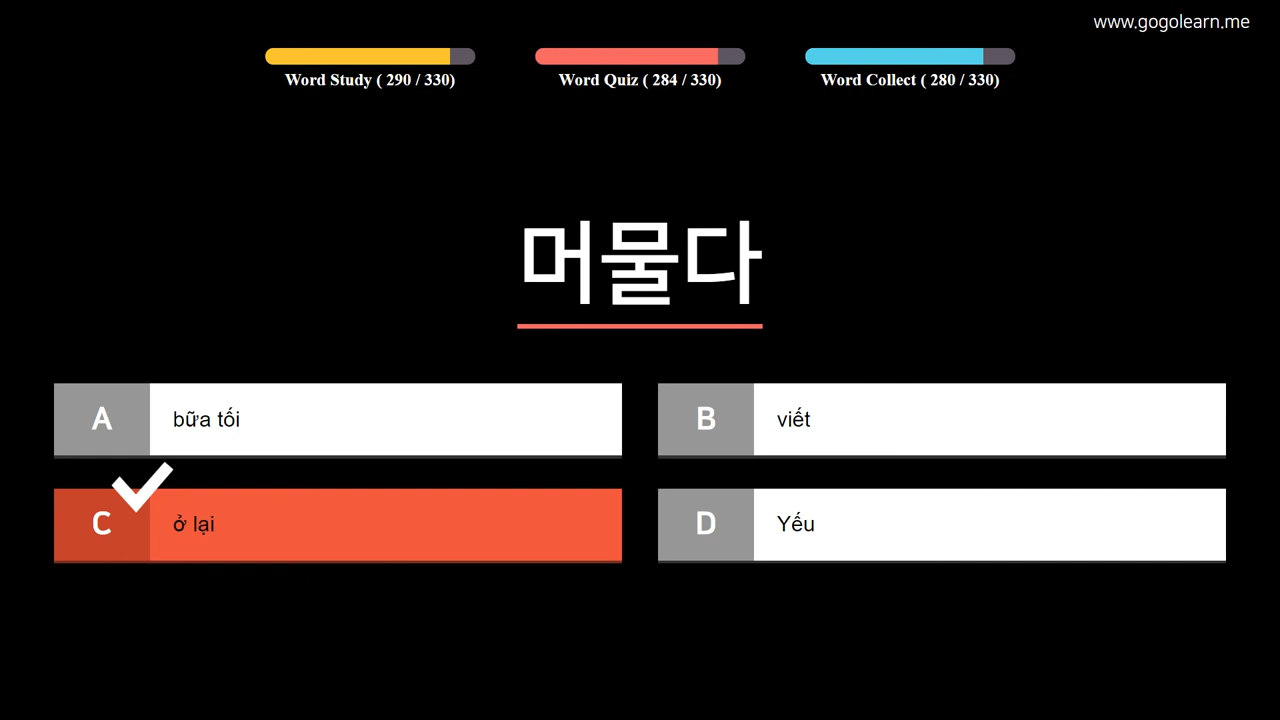 www.gogolearn.me
Word Study ( 290 / 330)
Word Quiz ( 284 / 330)
Word Collect ( 280 / 330)
머물다
A bữa tối
B viết
C ở lại
D Yếu